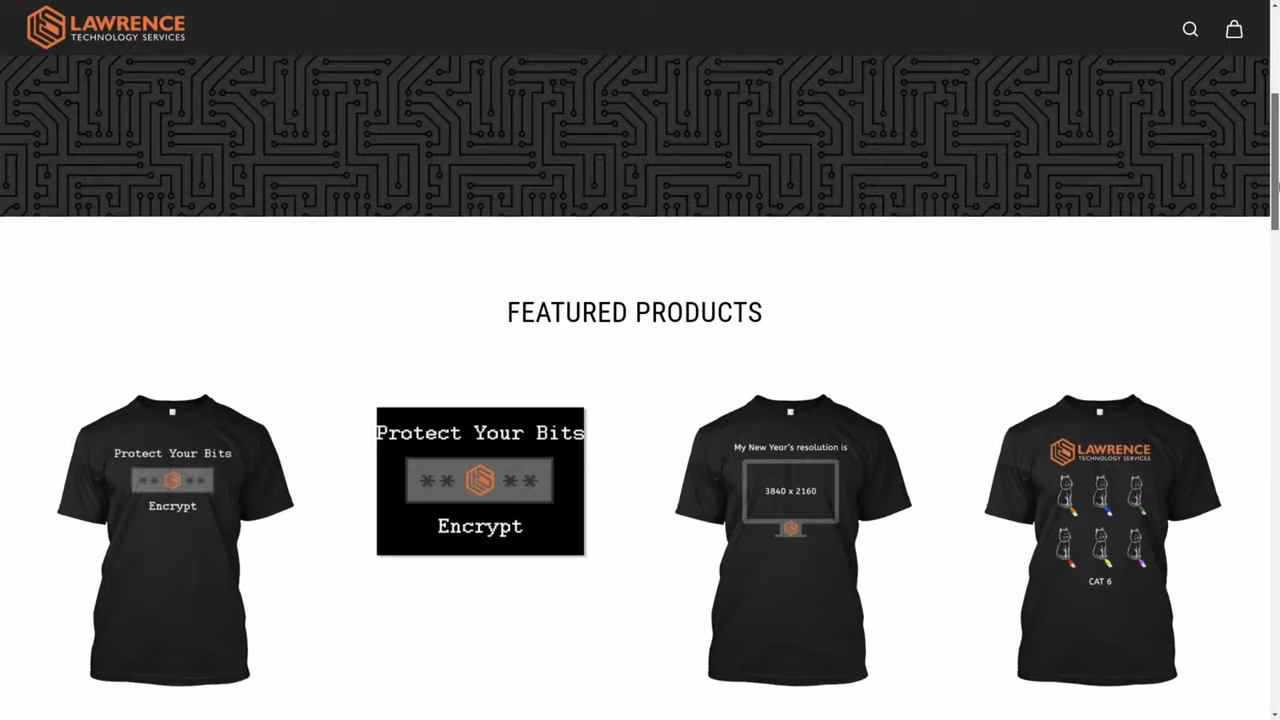 LAWRENCE
TECHNOLOGY SERVICES
FEATURED PRODUCTS
Protect Your Bits
**
**
Encrypt
Protect Your Bits
**
**
Encrypt
My New Year's resolution is
3840 x 2160
LAWRENCE
TECHNOLOGY SERVICES
CAT 6